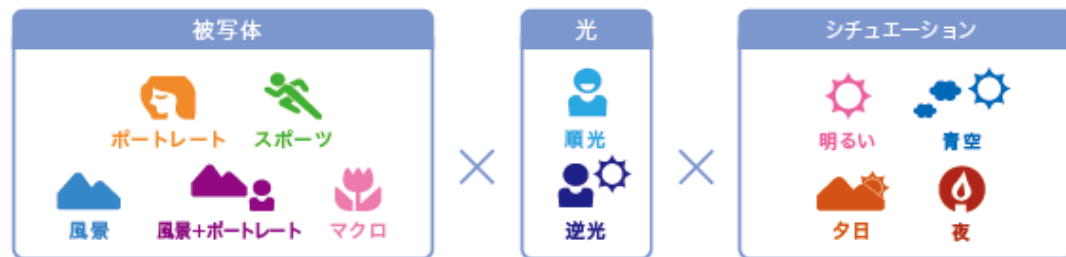 被写体
光
シチュエーション
ポートレート
スポーツ
風景
風景+ポートレート
マクロ
×
順光
逆光
×
明るい
青空
夕日
夜